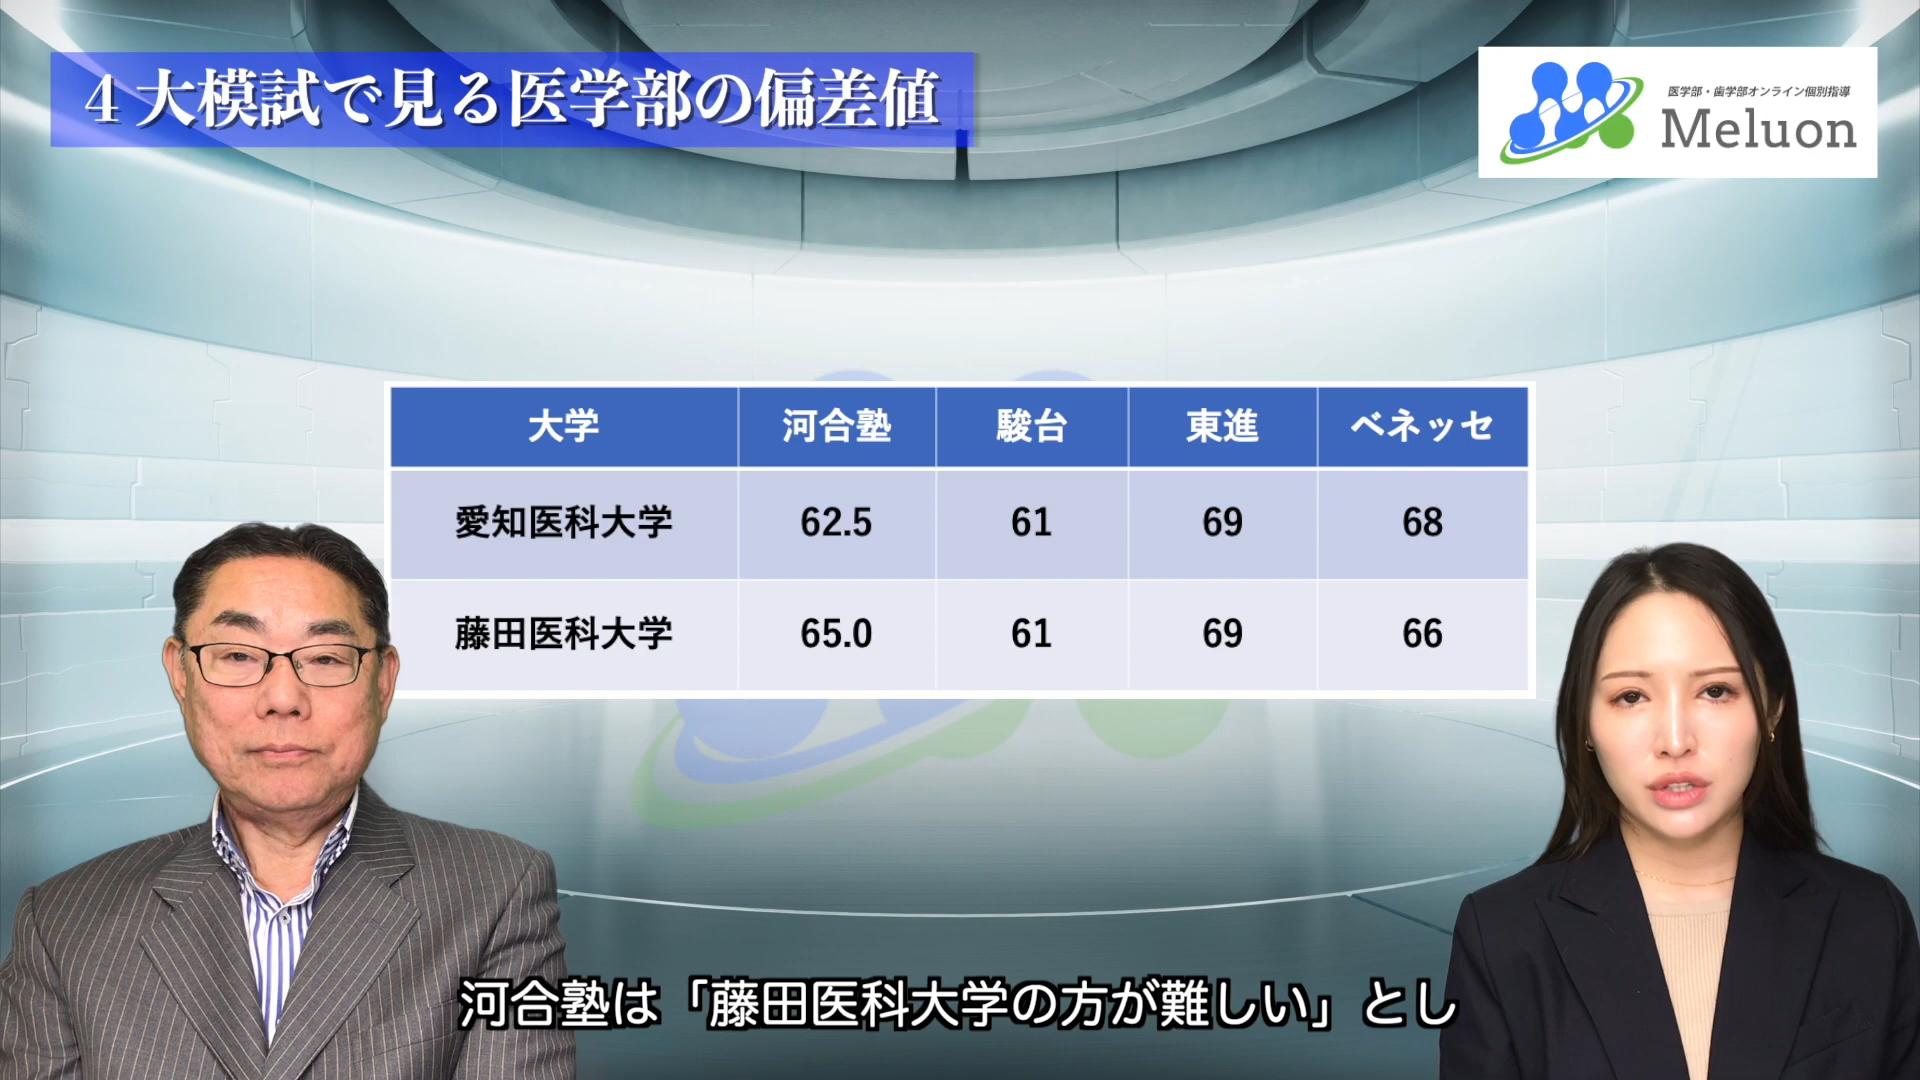 4大模試で見る医学部の偏差値
医学部・歯学部オンライン個別指導
Meluon
大学 河合塾 駿台 東進 ベネッセ
愛知医科大学 62.5 61 69 68
藤田医科大学 65.0 61 69 66
河合塾は「藤田医科大学の方が難しい」とし